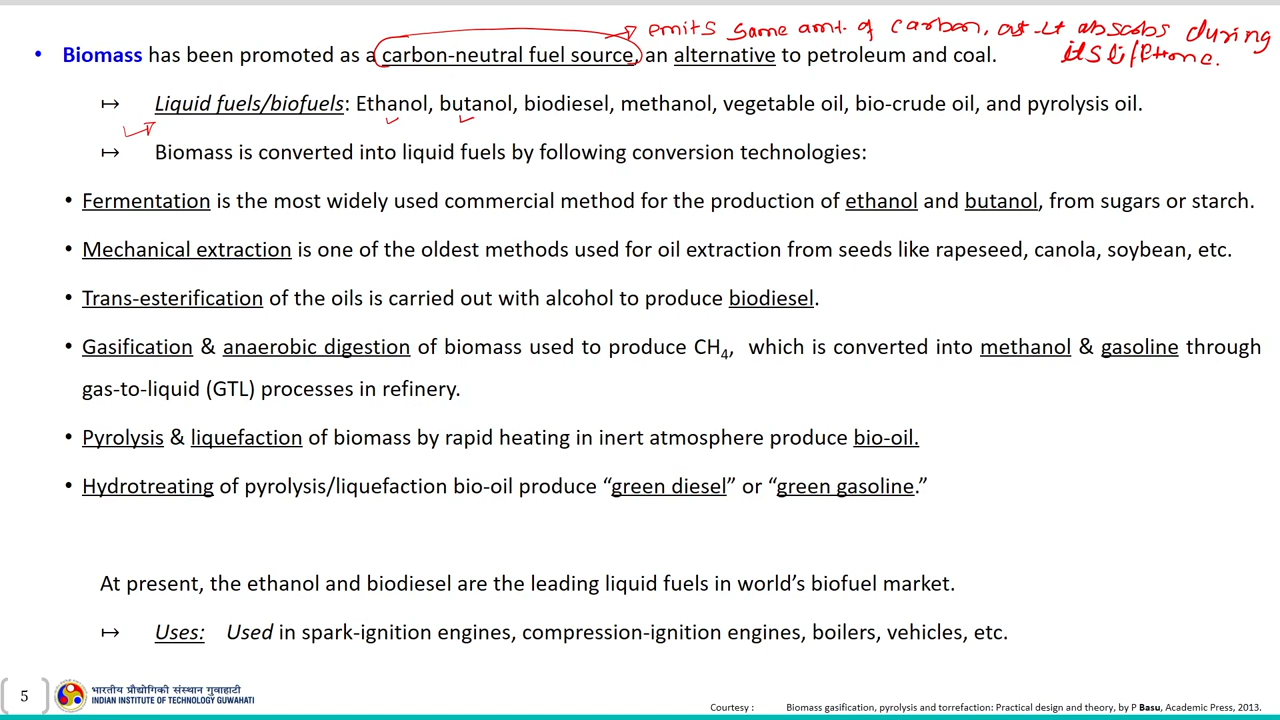 emits same amt. of carbon, as it absorbs during
its lifetime.
• Biomass has been promoted as a carbon-neutral fuel source, an alternative to petroleum and coal.
↦ Liquid fuels/biofuels: Ethanol, butanol, biodiesel, methanol, vegetable oil, bio-crude oil, and pyrolysis oil.
↦ Biomass is converted into liquid fuels by following conversion technologies:
• Fermentation is the most widely used commercial method for the production of ethanol and butanol, from sugars or starch.
• Mechanical extraction is one of the oldest methods used for oil extraction from seeds like rapeseed, canola, soybean, etc.
• Trans-esterification of the oils is carried out with alcohol to produce biodiesel.
• Gasification & anaerobic digestion of biomass used to produce CH₄, which is converted into methanol & gasoline through
gas-to-liquid (GTL) processes in refinery.
• Pyrolysis & liquefaction of biomass by rapid heating in inert atmosphere produce bio-oil.
• Hydrotreating of pyrolysis/liquefaction bio-oil produce “green diesel” or “green gasoline.”
At present, the ethanol and biodiesel are the leading liquid fuels in world’s biofuel market.
↦ Uses: Used in spark-ignition engines, compression-ignition engines, boilers, vehicles, etc.
5
भारतीय प्रौद्योगिकी संस्थान गुवाहाटी
INDIAN INSTITUTE OF TECHNOLOGY GUWAHATI
Courtesy : Biomass gasification, pyrolysis and torrefaction: Practical design and theory, by P Basu, Academic Press, 2013.